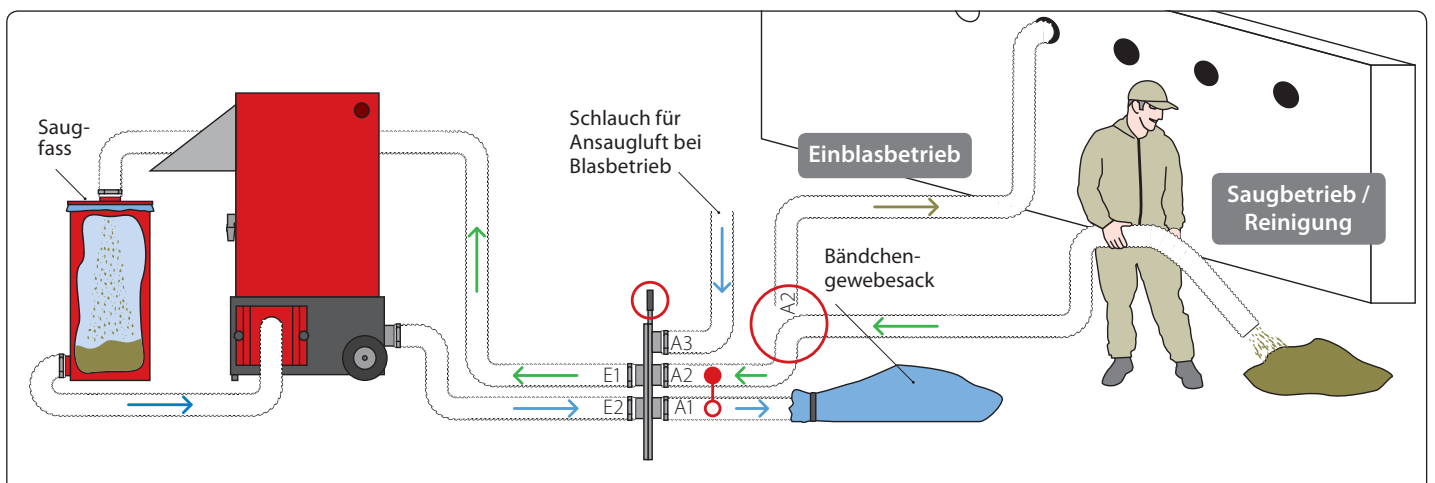 Saug-
fass
Schlauch für
Ansaugluft bei
Blasbetrieb
Einblasbetrieb
Saugbetrieb /
Reinigung
Bändchen-
gewebesack
A2
A3
E1
A2
E2
A1